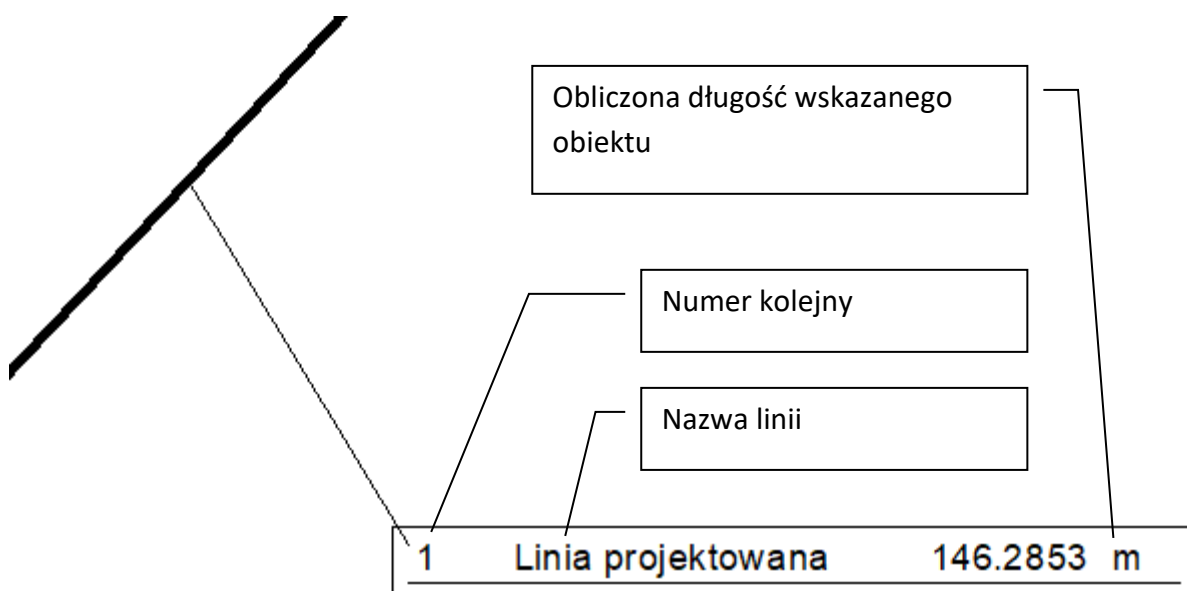 Obliczona długość wskazanego
obiektu
Numer kolejny
Nazwa linii
1 Linia projektowana 146.2853 m